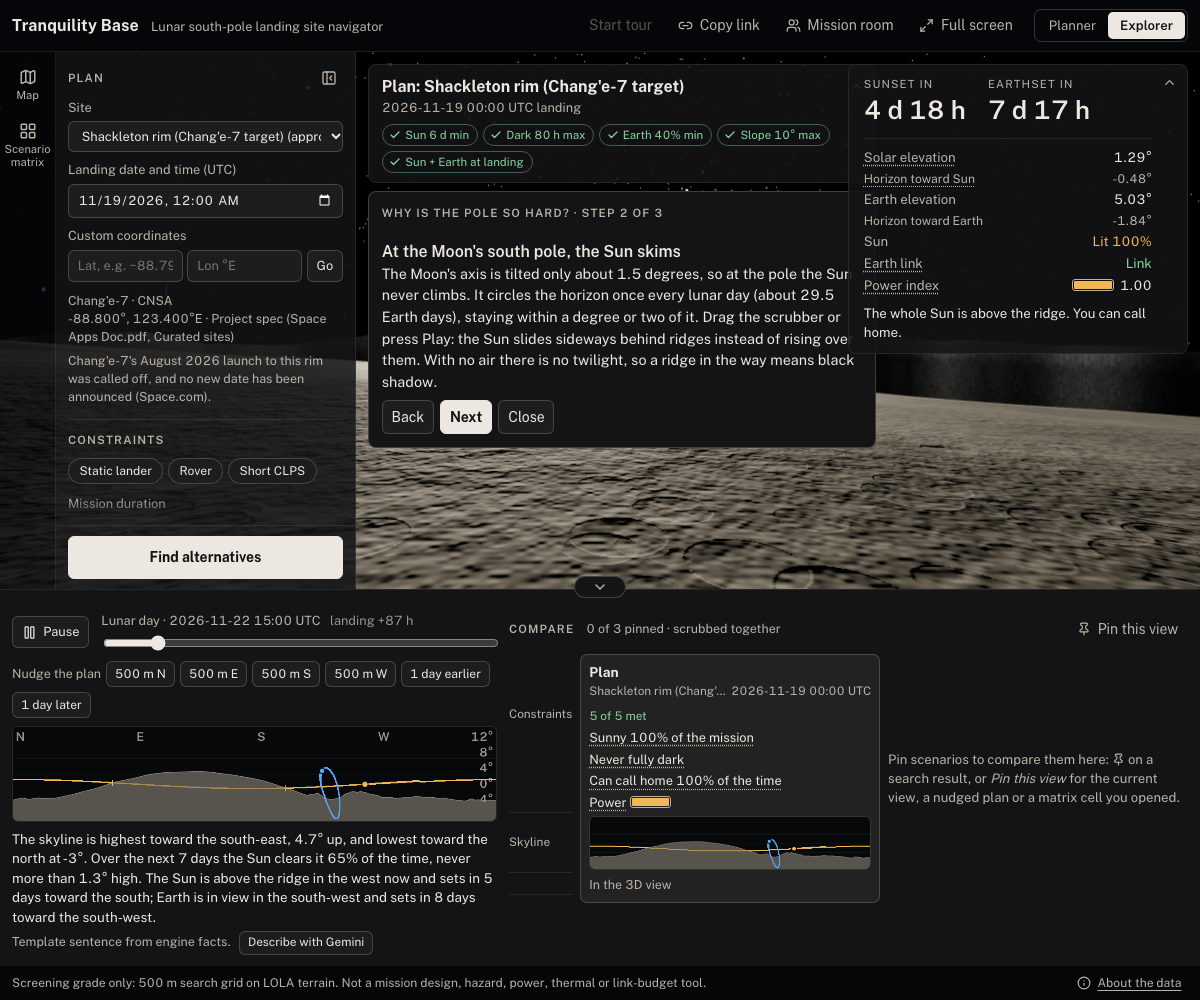 Tranquility Base Lunar south-pole landing site navigator
Start tour Copy link Mission room Full screen Planner Explorer
Map
Scenario
matrix
PLAN
Site
Shackleton rim (Chang'e-7 target) (appro
Landing date and time (UTC)
11/19/2026, 12:00 AM
Custom coordinates
Lat, e.g. −88.79 Lon °E Go
Chang'e-7 · CNSA
-88.800°, 123.400°E · Project spec (Space
Apps Doc.pdf, Curated sites)
Chang'e-7's August 2026 launch to this rim
was called off, and no new date has been
announced (Space.com).
CONSTRAINTS
Static lander Rover Short CLPS
Mission duration
Find alternatives
Plan: Shackleton rim (Chang'e-7 target)
2026-11-19 00:00 UTC landing
Sun 6 d min Dark 80 h max Earth 40% min Slope 10° max
Sun + Earth at landing
WHY IS THE POLE SO HARD? · STEP 2 OF 3
At the Moon's south pole, the Sun skims
The Moon's axis is tilted only about 1.5 degrees, so at the pole the Sun
never climbs. It circles the horizon once every lunar day (about 29.5
Earth days), staying within a degree or two of it. Drag the scrubber or
press Play: the Sun slides sideways behind ridges instead of rising over
them. With no air there is no twilight, so a ridge in the way means black
shadow.
Back Next Close
SUNSET IN EARTHSET IN
4 d 18 h 7 d 17 h
Solar elevation 1.29°
Horizon toward Sun -0.48°
Earth elevation 5.03°
Horizon toward Earth -1.84°
Sun Lit 100%
Earth link Link
Power index 1.00
The whole Sun is above the ridge. You can call
home.
Pause Lunar day · 2026-11-22 15:00 UTC landing +87 h
Nudge the plan 500 m N 500 m E 500 m S 500 m W 1 day earlier
1 day later
N E S W 12°
8°
4°
0°
4°
The skyline is highest toward the south-east, 4.7° up, and lowest toward the
north at -3°. Over the next 7 days the Sun clears it 65% of the time, never
more than 1.3° high. The Sun is above the ridge in the west now and sets in 5
days toward the south; Earth is in view in the south-west and sets in 8 days
toward the south-west.
Template sentence from engine facts. Describe with Gemini
COMPARE 0 of 3 pinned · scrubbed together Pin this view
Plan
Shackleton rim (Chang'... 2026-11-19 00:00 UTC
Constraints
5 of 5 met
Sunny 100% of the mission
Never fully dark
Can call home 100% of the time
Power
Skyline
In the 3D view
Pin scenarios to compare them here: on a
search result, or Pin this view for the current
view, a nudged plan or a matrix cell you opened.
Screening grade only: 500 m search grid on LOLA terrain. Not a mission design, hazard, power, thermal or link-budget tool.
About the data